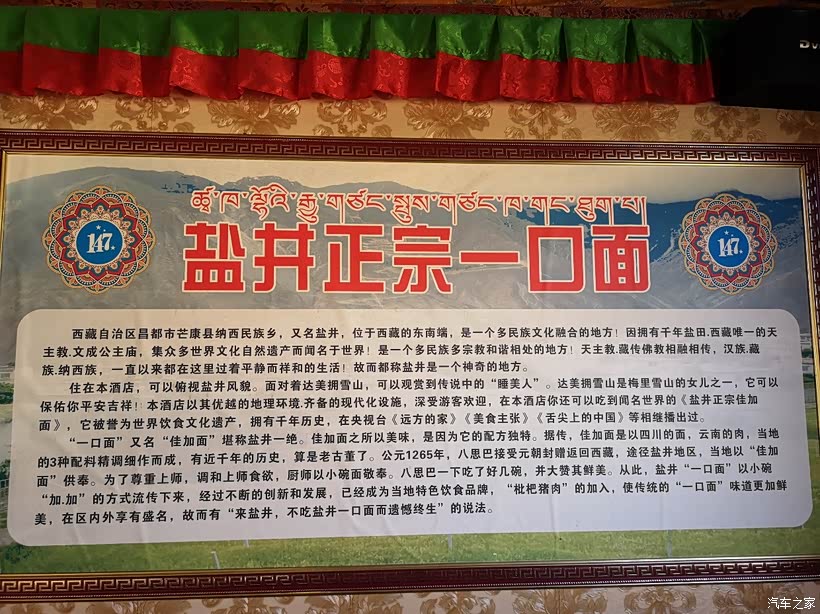 ཚྭ་ཁ་ལྷོའི་རྒྱུ་གཙང་སྤུས་གཙང་ཁ་གང་ཐུག་པ།
147.
盐井正宗一口面
147.
西藏自治区昌都市芒康县纳西民族乡，又名盐井，位于西藏的东南端，是一个多民族文化融合的地方！因拥有千年盐田.西藏唯一的天
主教.文成公主庙，集众多世界文化自然遗产而闻名于世界！是一个多民族多宗教和谐相处的地方！天主教.藏传佛教相融相传，汉族.藏
族.纳西族，一直以来都在这里过着平静而祥和的生活！故而都称盐井是一个神奇的地方。
住在本酒店，可以俯视盐井风貌。面对着达美拥雪山，可以观赏到传说中的“睡美人”。达美拥雪山是梅里雪山的女儿之一，它可以
保佑你平安吉祥！本酒店以其优越的地理环境.齐备的现代化设施，深受游客欢迎，在本酒店你还可以吃到闻名世界的《盐井正宗佳加
面》，它被誉为世界饮食文化遗产，拥有千年历史，在央视台《远方的家》《美食主张》《舌尖上的中国》等相继播出过。
“一口面”又名“佳加面”堪称盐井一绝。佳加面之所以美味，是因为它的配方独特。据传，佳加面是以四川的面，云南的肉，当地
的3种配料精调细作而成，有近千年的历史，算是老古董了。公元1265年，八思巴接受元朝封赠返回西藏，途径盐井地区，当地以“佳加
面”供奉。为了尊重上师，调和上师食欲，厨师以小碗面敬奉。八思巴一下吃了好几碗，并大赞其鲜美。从此，盐井“一口面”以小碗
“加.加”的方式流传下来，经过不断的创新和发展，已经成为当地特色饮食品牌，“枇杷猪肉”的加入，使传统的“一口面”味道更加鲜
美，在区内外享有盛名，故而有“来盐井，不吃盐井一口面而遗憾终生”的说法。
汽车之家